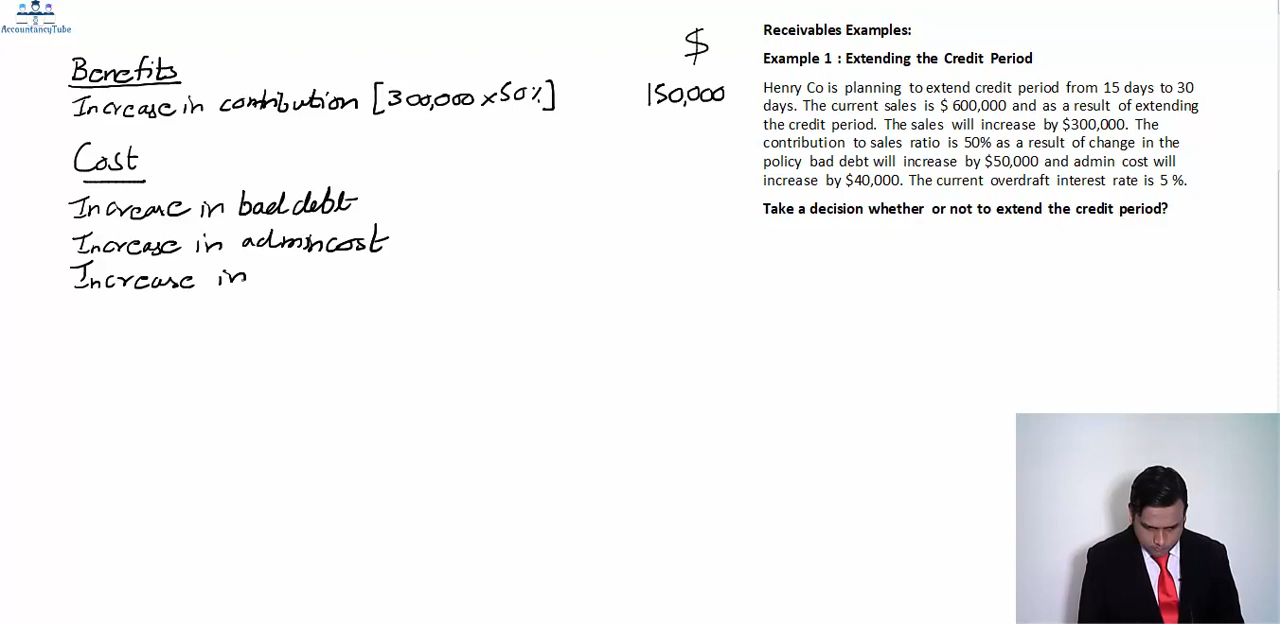 AccountancyTube
$
Benefits
Increase in contribution [300,000 x 50%] 150,000
Cost
Increase in bad debt
Increase in admin cost
Increase in
Receivables Examples:
Example 1 : Extending the Credit Period
Henry Co is planning to extend credit period from 15 days to 30
days. The current sales is $ 600,000 and as a result of extending
the credit period. The sales will increase by $300,000. The
contribution to sales ratio is 50% as a result of change in the
policy bad debt will increase by $50,000 and admin cost will
increase by $40,000. The current overdraft interest rate is 5 %.
Take a decision whether or not to extend the credit period?